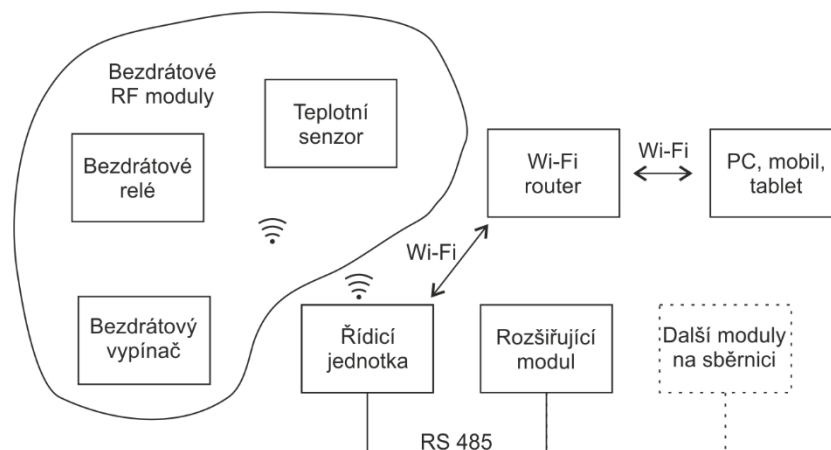 Bezdrátové
RF moduly
Teplotní
senzor
Bezdrátové
relé
Wi-Fi
router
Wi-Fi
PC, mobil,
tablet
Wi-Fi
Bezdrátový
vypínač
Řídicí
jednotka
Rozšiřující
modul
Další moduly
na sběrnici
RS 485